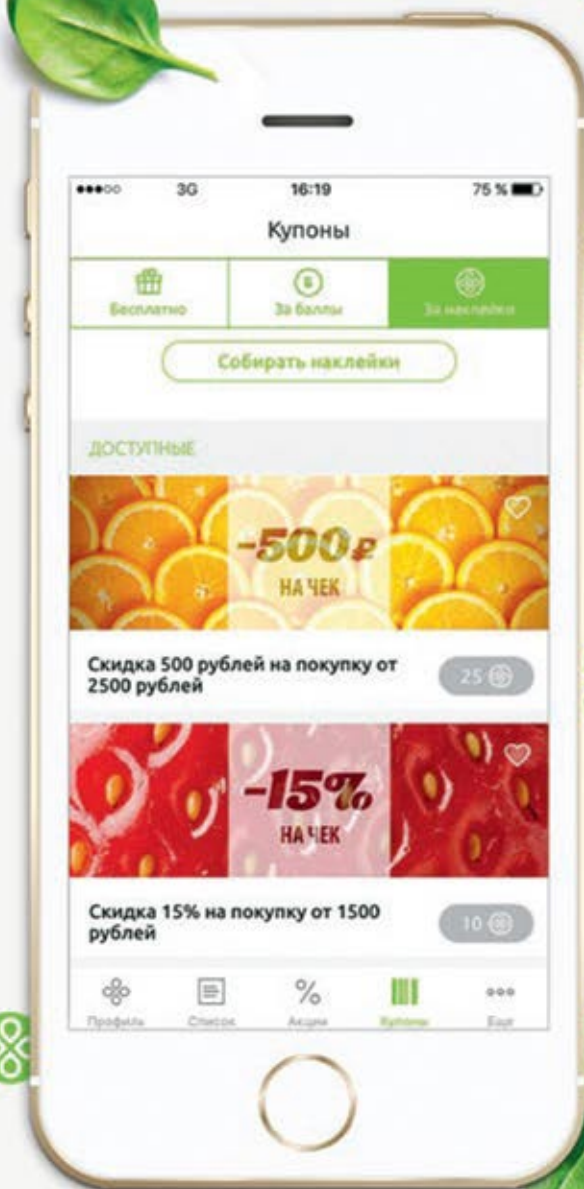 3G 16:19 75 %
Купоны
Бесплатно За баллы За наклейки
Собирать наклейки
ДОСТУПНЫЕ
-500₽
НА ЧЕК
Скидка 500 рублей на покупку от
2500 рублей
25
-15%
НА ЧЕК
Скидка 15% на покупку от 1500
рублей
10
Профиль Список Акции Купоны Еще